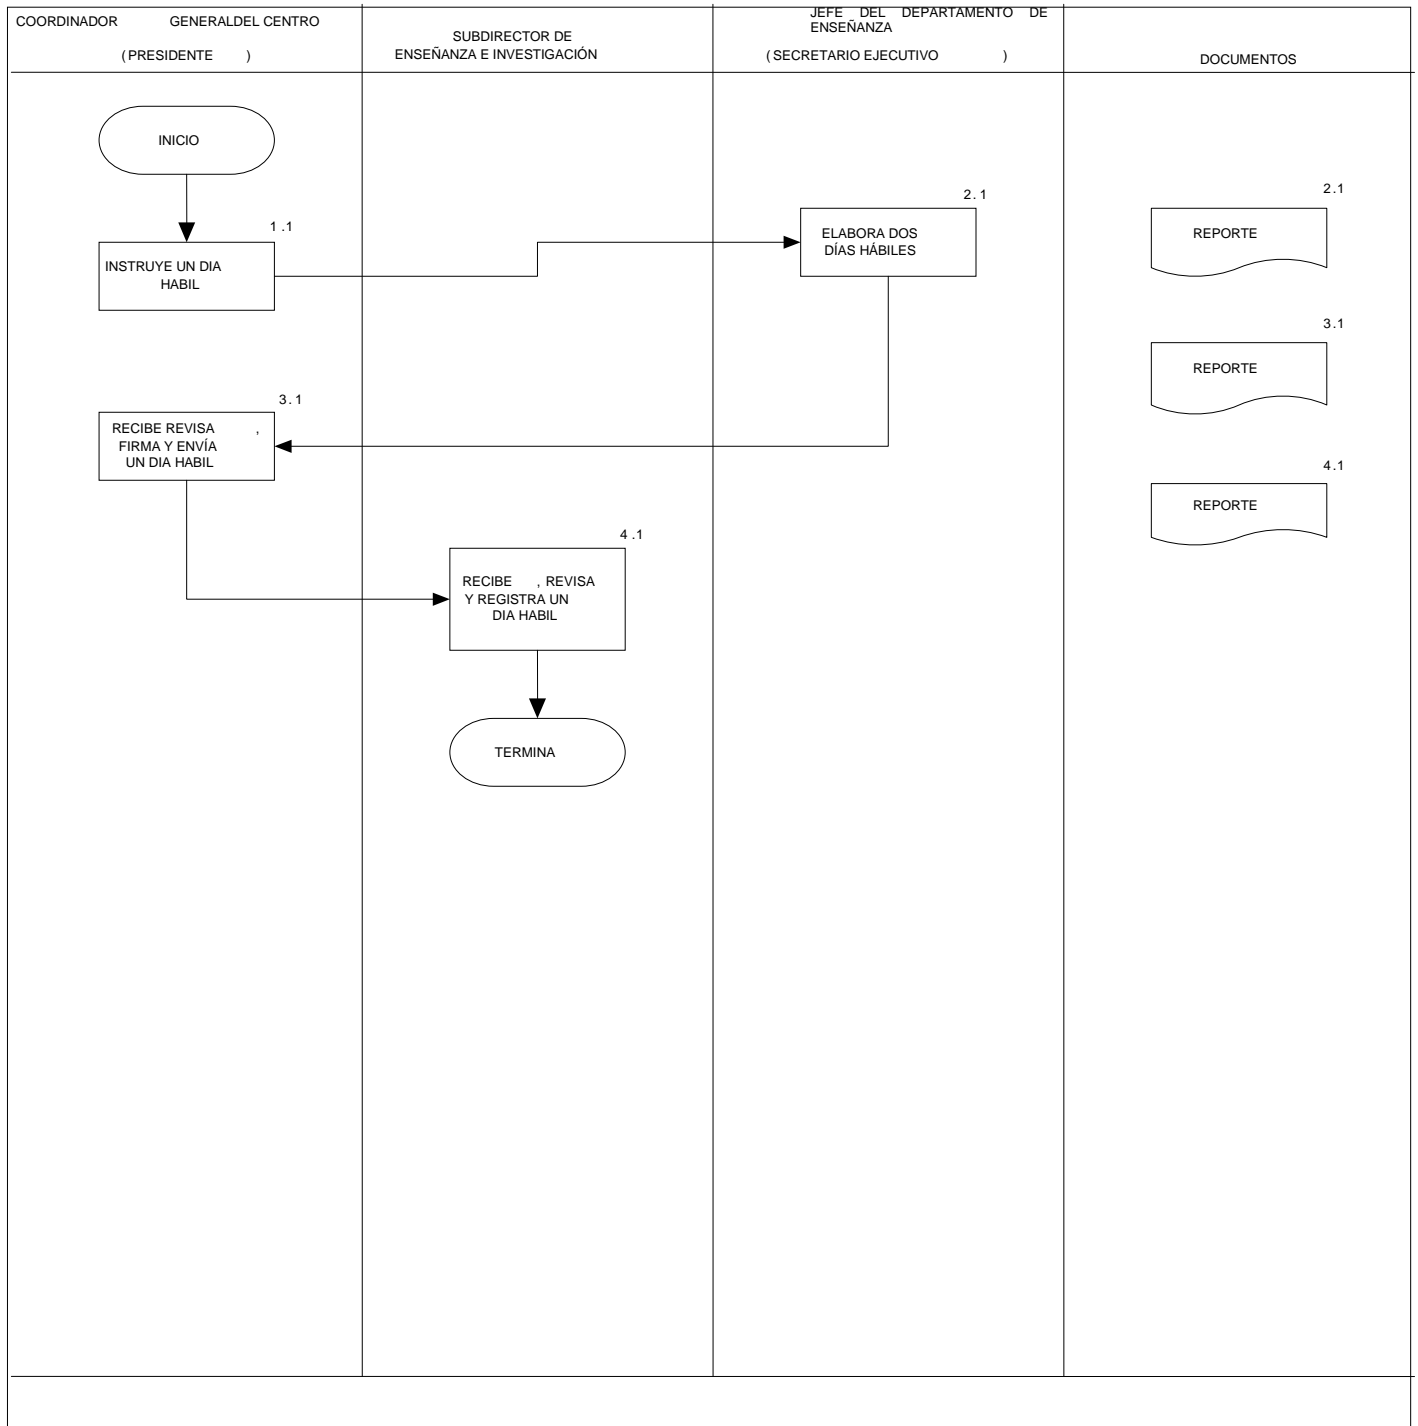 COORDINADOR GENERALDEL CENTRO
(PRESIDENTE )
SUBDIRECTOR DE
ENSEÑANZA E INVESTIGACIÓN
JEFE DEL DEPARTAMENTO DE
ENSEÑANZA
(SECRETARIO EJECUTIVO )
DOCUMENTOS
INICIO
1.1
INSTRUYE UN DIA
HABIL
2.1
ELABORA DOS
DÍAS HÁBILES
2.1
REPORTE
3.1
REPORTE
3.1
RECIBE REVISA ,
FIRMA Y ENVÍA
UN DIA HABIL
4.1
REPORTE
4.1
RECIBE , REVISA
Y REGISTRA UN
DIA HABIL
TERMINA